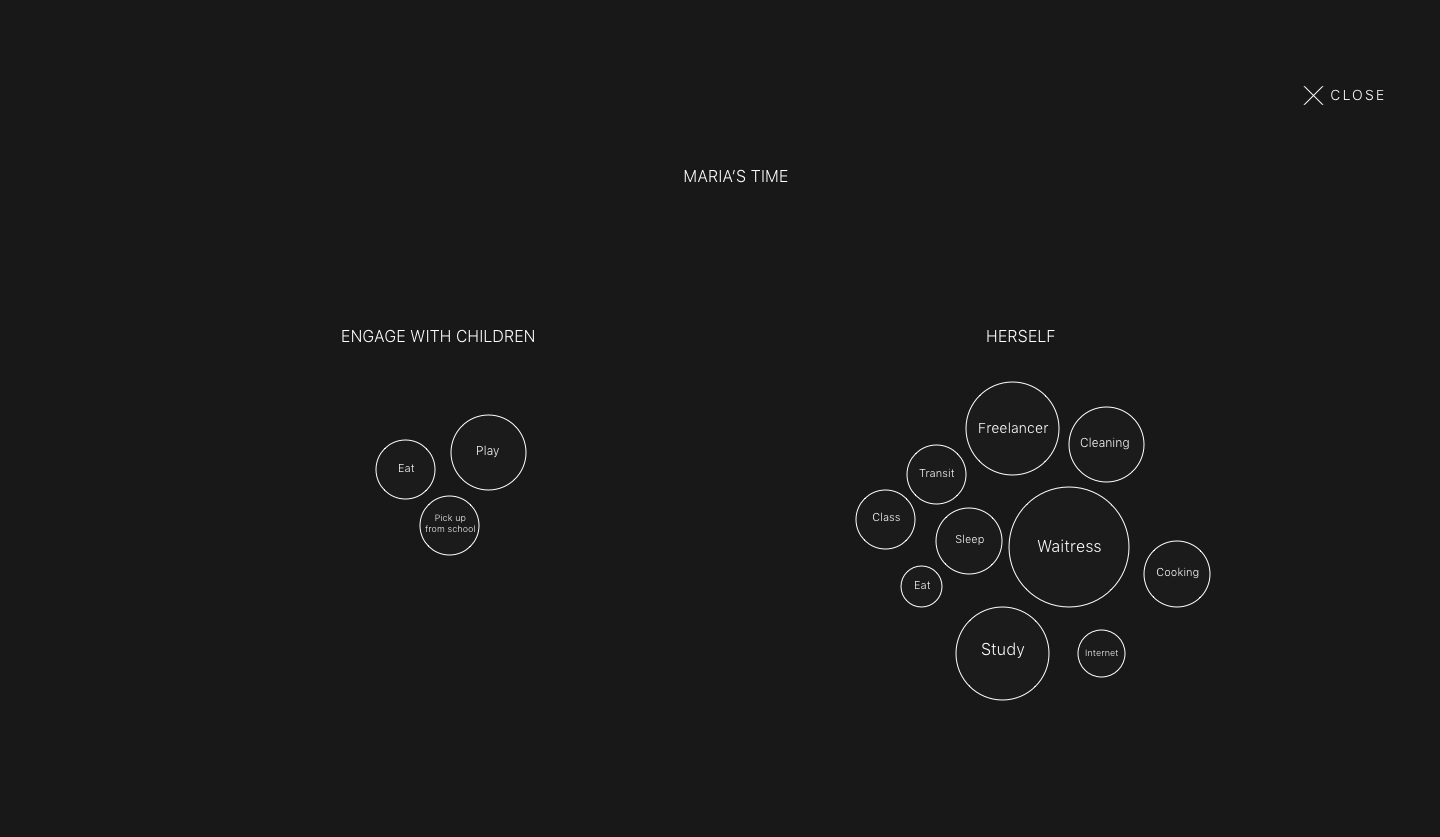 CLOSE
MARIA’S TIME
ENGAGE WITH CHILDREN
Play
Eat
Pick up
from school
HERSELF
Freelancer
Cleaning
Transit
Class
Sleep
Waitress
Cooking
Eat
Study
Internet